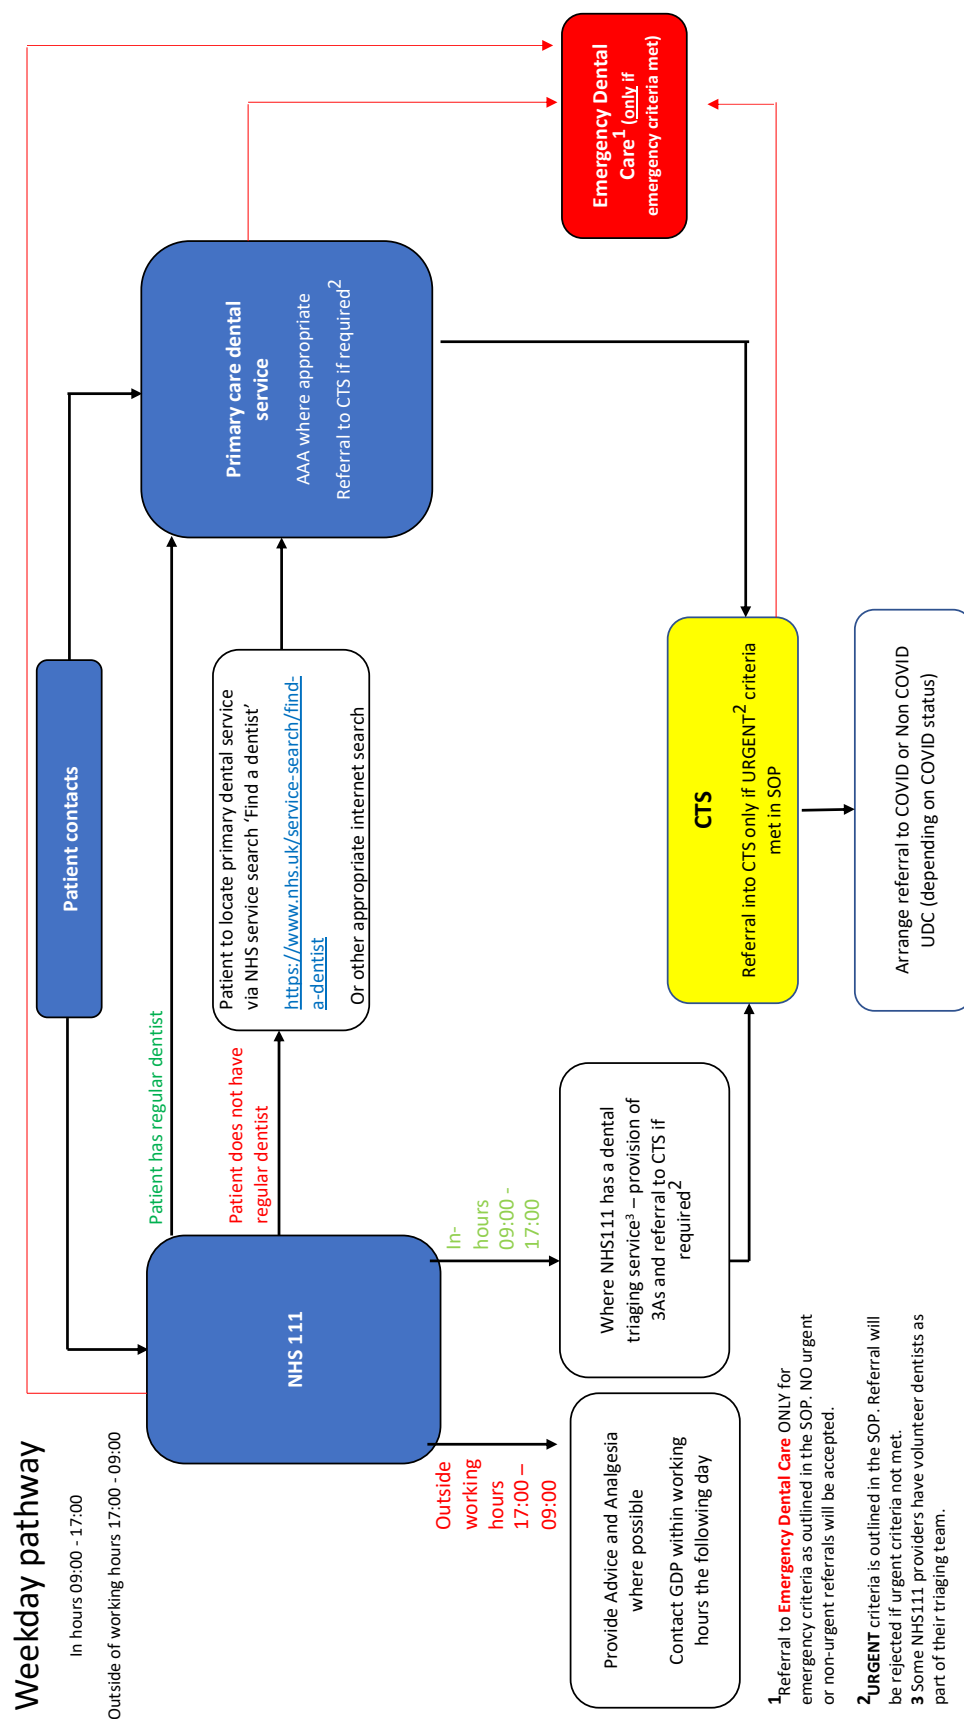 Weekday pathway
In hours 09:00 - 17:00
Outside of working hours 17:00 - 09:00
Patient contacts
NHS 111
Patient has regular dentist
Patient does not have
regular dentist
Patient to locate primary dental service
via NHS service search ‘Find a dentist’
https://www.nhs.uk/service-search/find-
a-dentist
Or other appropriate internet search
Primary care dental
service
AAA where appropriate
Referral to CTS if required2
Outside
working
hours
17:00 –
09:00
In-
hours
09:00 -
17:00
Provide Advice and Analgesia
where possible
Contact GDP within working
hours the following day
Where NHS111 has a dental
triaging service³ – provision of
3As and referral to CTS if
required2
CTS
Referral into CTS only if URGENT2 criteria
met in SOP
Emergency Dental
Care1 (only if
emergency criteria met)
Arrange referral to COVID or Non COVID
UDC (depending on COVID status)
1Referral to Emergency Dental Care ONLY for
emergency criteria as outlined in the SOP. NO urgent
or non-urgent referrals will be accepted.
2URGENT criteria is outlined in the SOP. Referral will
be rejected if urgent criteria not met.
3 Some NHS111 providers have volunteer dentists as
part of their triaging team.